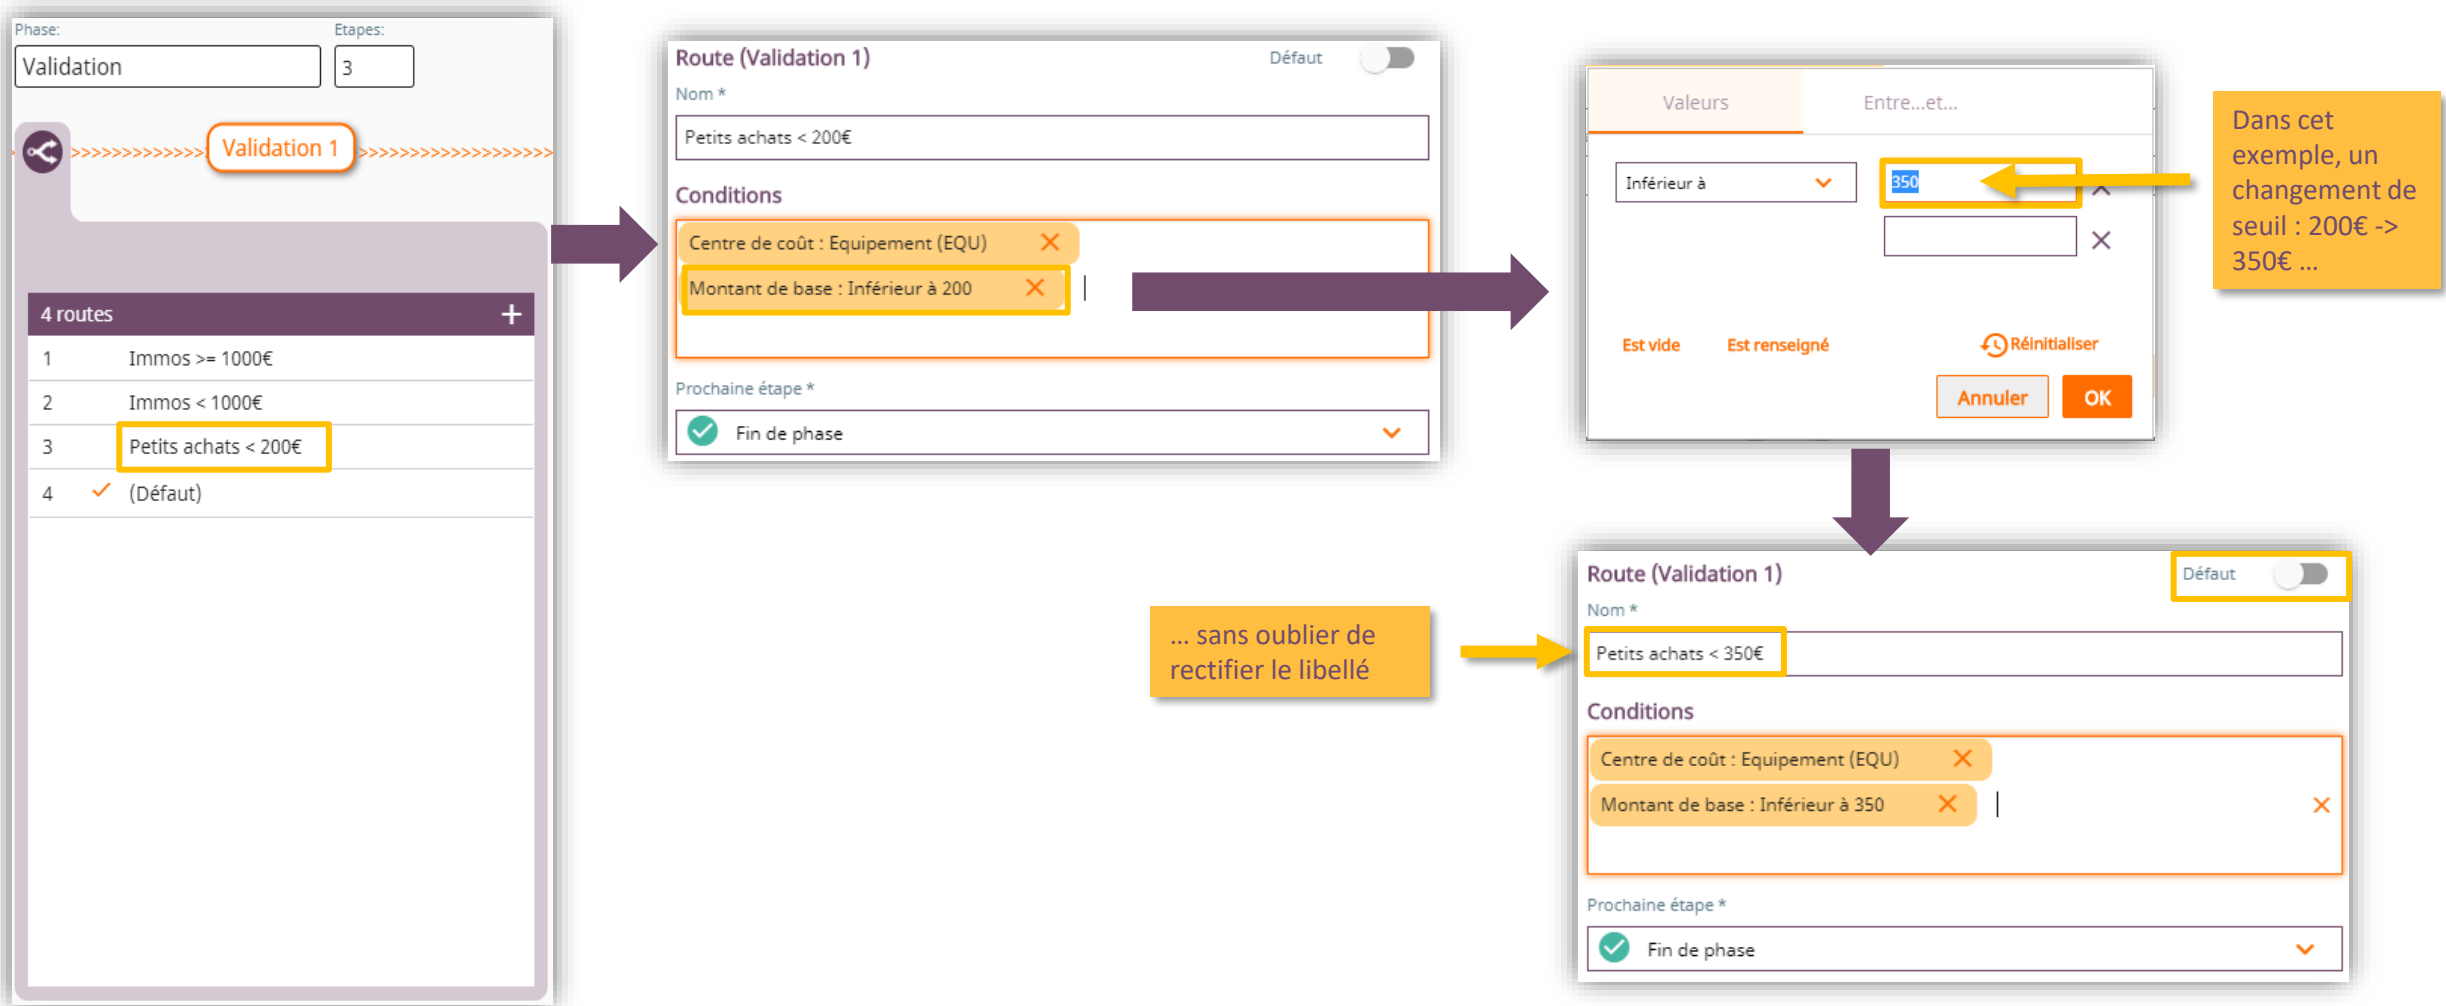 Phase:
Etapes:
Validation
3
>>>>>>>>>>>>> Validation 1 >>>>>>>>>>>>>>>>>>>
4 routes +
1 Immos >= 1000€
2 Immos < 1000€
3 Petits achats < 200€
4 (Défaut)
Route (Validation 1)
Défaut
Nom *
Petits achats < 200€
Conditions
Centre de coût : Equipement (EQU)
Montant de base : Inférieur à 200
Prochaine étape *
Fin de phase
Valeurs
Entre...et...
Inférieur à
350
Est vide
Est renseigné
Réinitialiser
Annuler
OK
Dans cet
exemple, un
changement de
seuil : 200€ ->
350€ ...
... sans oublier de
rectifier le libellé
Route (Validation 1)
Défaut
Nom *
Petits achats < 350€
Conditions
Centre de coût : Equipement (EQU)
Montant de base : Inférieur à 350
Prochaine étape *
Fin de phase